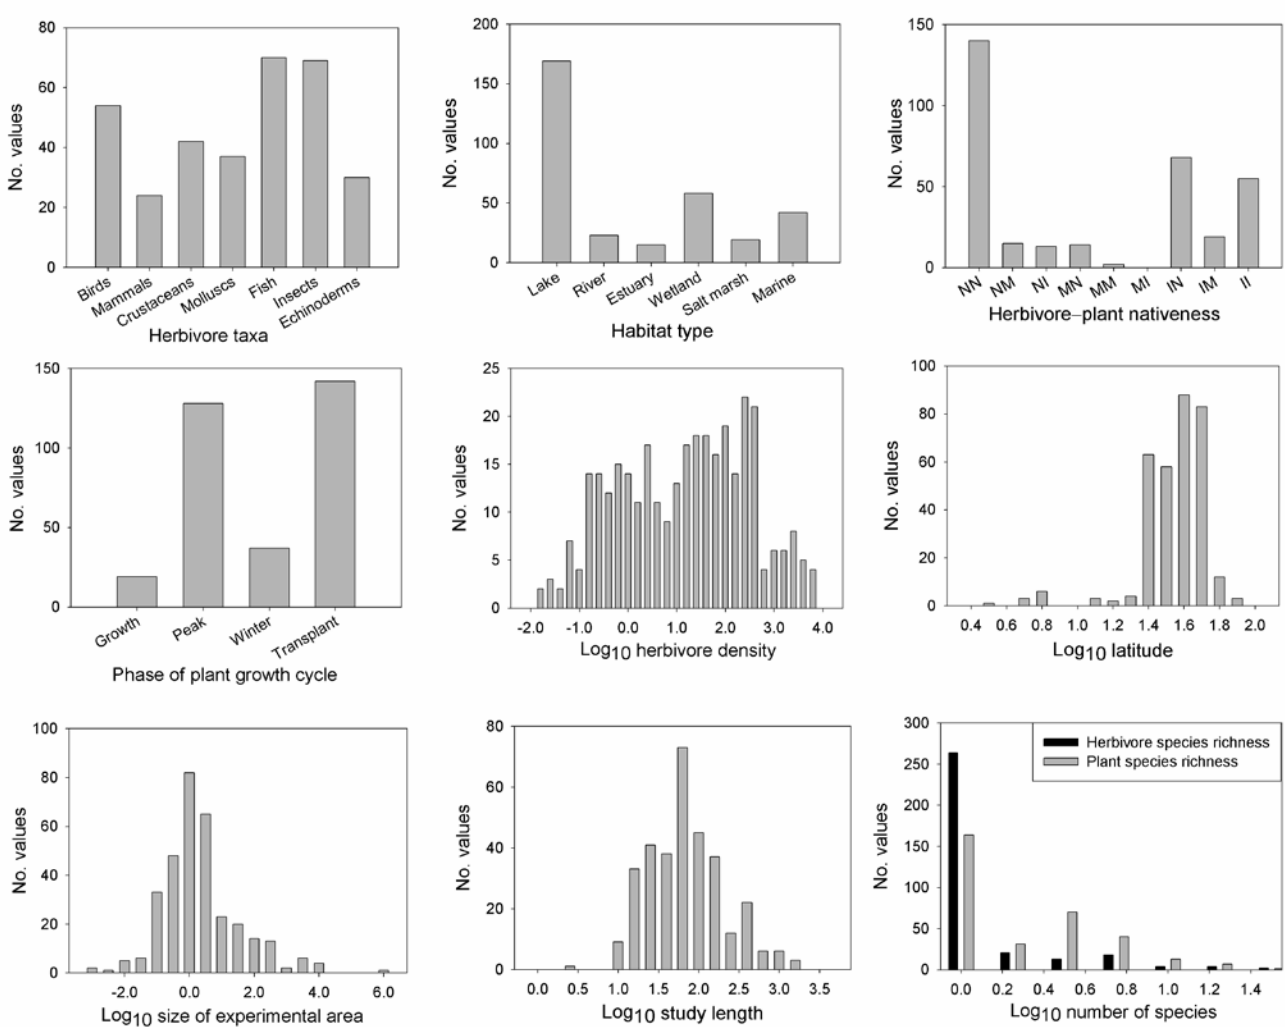 80
60
40
20
0
No. values
Birds
Mammals
Crustaceans
Molluscs
Fish
Insects
Echinoderms
Herbivore taxa
200
150
100
50
0
No. values
Lake
River
Estuary
Wetland
Salt marsh
Marine
Habitat type
150
100
50
0
No. values
NN
NM
NI
MN
MM
MI
IN
IM
II
Herbivore–plant nativeness
150
100
50
0
No. values
Growth
Peak
Winter
Transplant
Phase of plant growth cycle
25
20
15
10
5
0
No. values
-2.0 -1.0 0.0 1.0 2.0 3.0 4.0
Log10 herbivore density
100
80
60
40
20
0
No. values
0.4 0.6 0.8 1.0 1.2 1.4 1.6 1.8 2.0
Log10 latitude
100
80
60
40
20
0
No. values
-2.0 0.0 2.0 4.0 6.0
Log10 size of experimental area
80
60
40
20
0
No. values
0.0 0.5 1.0 1.5 2.0 2.5 3.0 3.5
Log10 study length
300
250
200
150
100
50
0
No. values
Herbivore species richness
Plant species richness
0.0 0.2 0.4 0.6 0.8 1.0 1.2 1.4
Log10 number of species